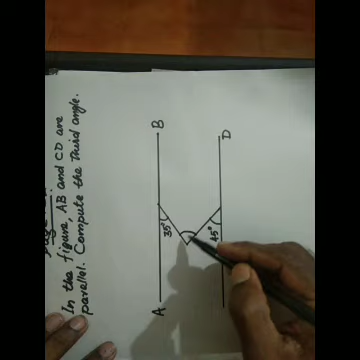 In the figure, AB and CD are
parallel. Compute the third angle.
A
B
35°
45°
D